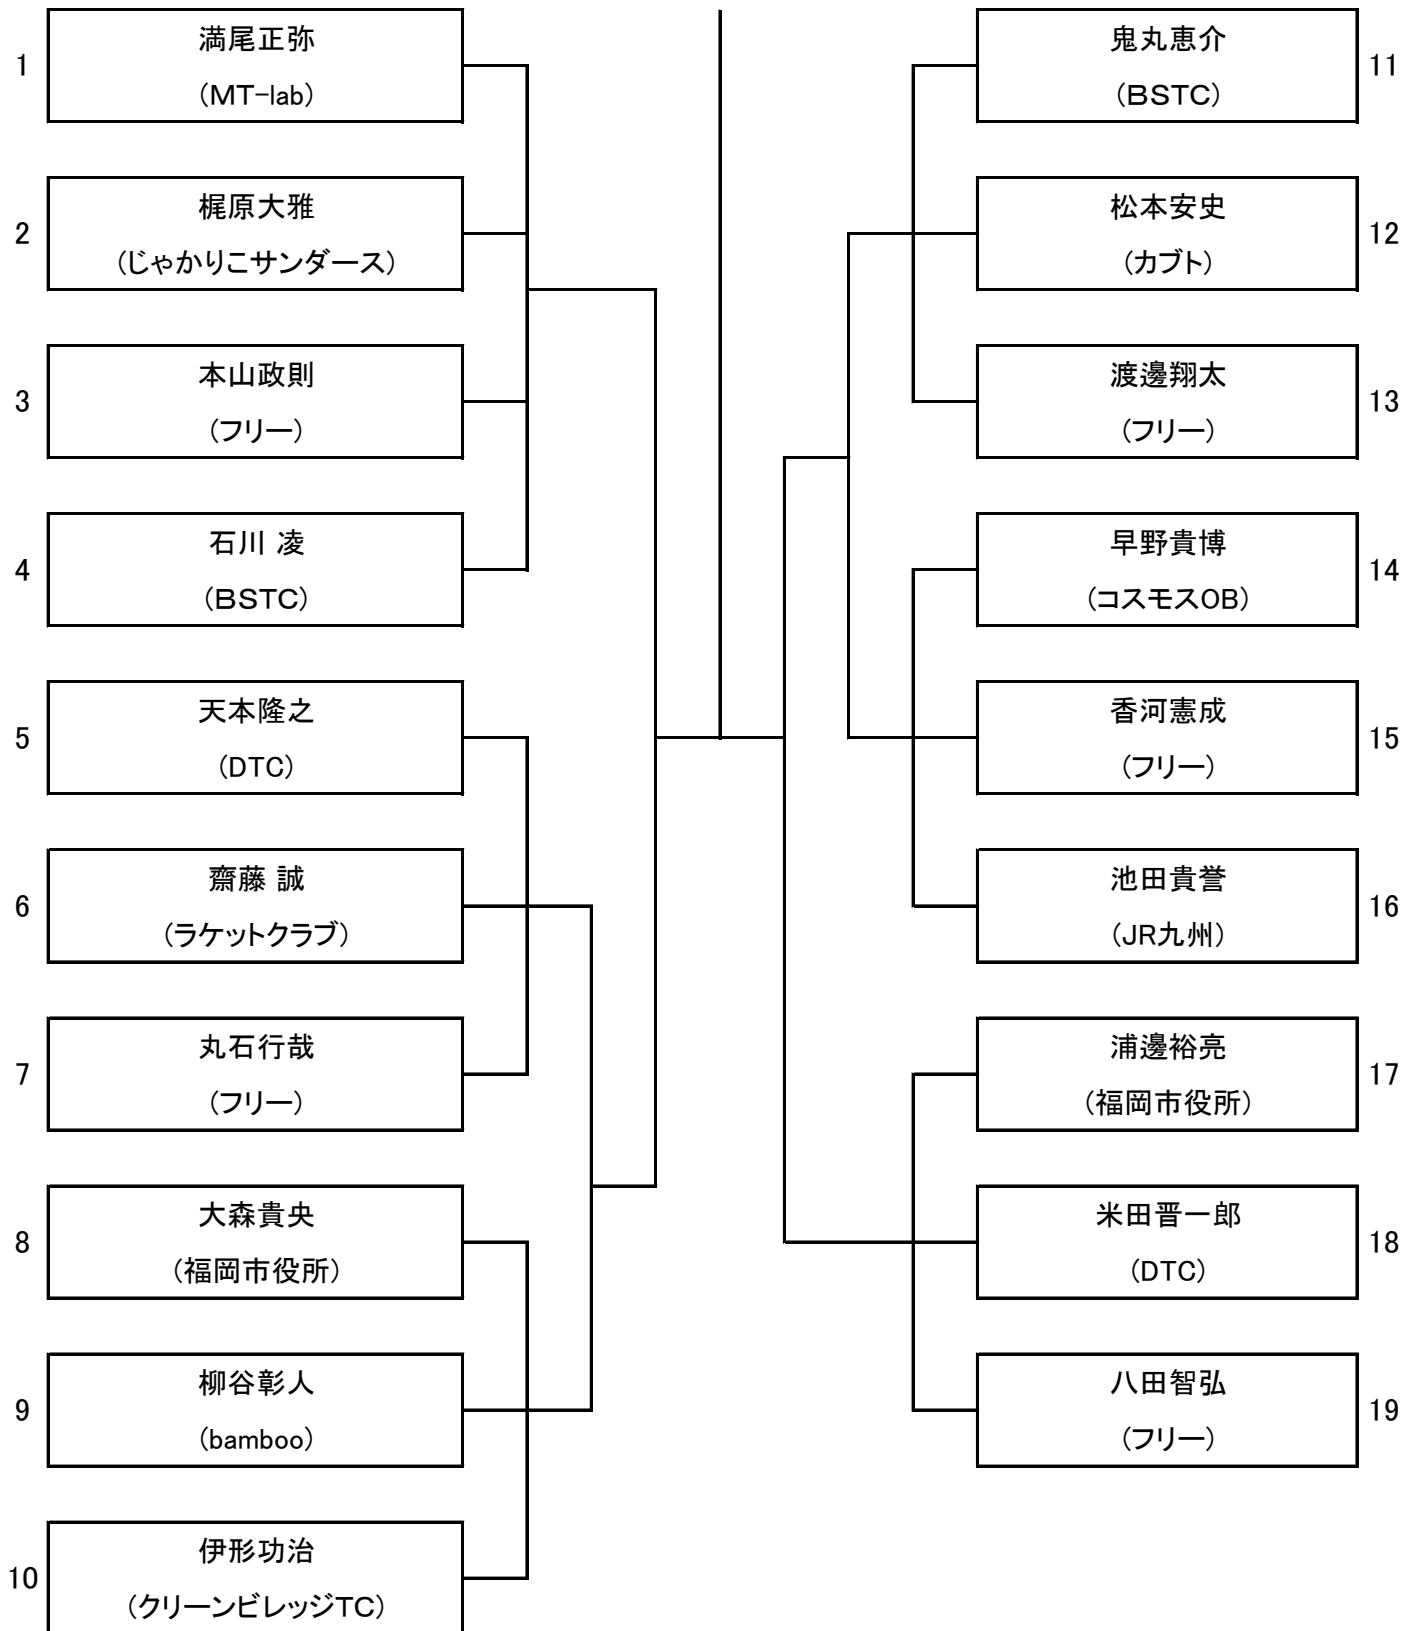 1
満尾正弥
(MT-lab)
2
梶原大雅
(じゃかりこサンダース)
3
本山政則
(フリー)
4
石川 凌
(BSTC)
5
天本隆之
(DTC)
6
齋藤 誠
(ラケットクラブ)
7
丸石行哉
(フリー)
8
大森貴央
(福岡市役所)
9
柳谷彰人
(bamboo)
10
伊形功治
(クリーンビレッジTC)
鬼丸恵介
(BSTC)
11
松本安史
(カブト)
12
渡邊翔太
(フリー)
13
早野貴博
(コスモスOB)
14
香河憲成
(フリー)
15
池田貴誉
(JR九州)
16
浦邊裕亮
(福岡市役所)
17
米田晋一郎
(DTC)
18
八田智弘
(フリー)
19